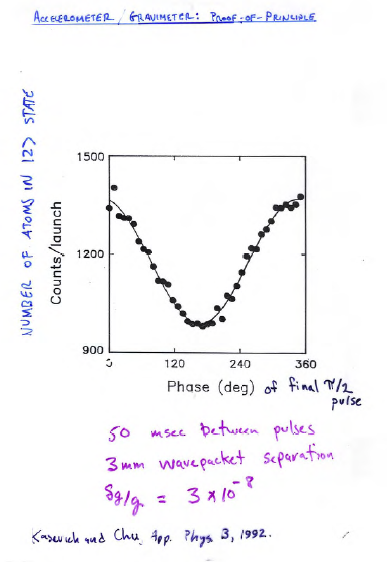 ACCELEROMETER / GRAVIMETER: PROOF-OF-PRINCIPLE
NUMBER OF ATOMS IN |2> STATE
Counts/launch
1500
1200
900
0 120 240 360
Phase (deg) of final π/2
pulse
50 msec between pulses
3 mm wavepacket separation
δg/g = 3 x 10⁻⁸
Kasevich and Chu, App. Phys. B, 1992.